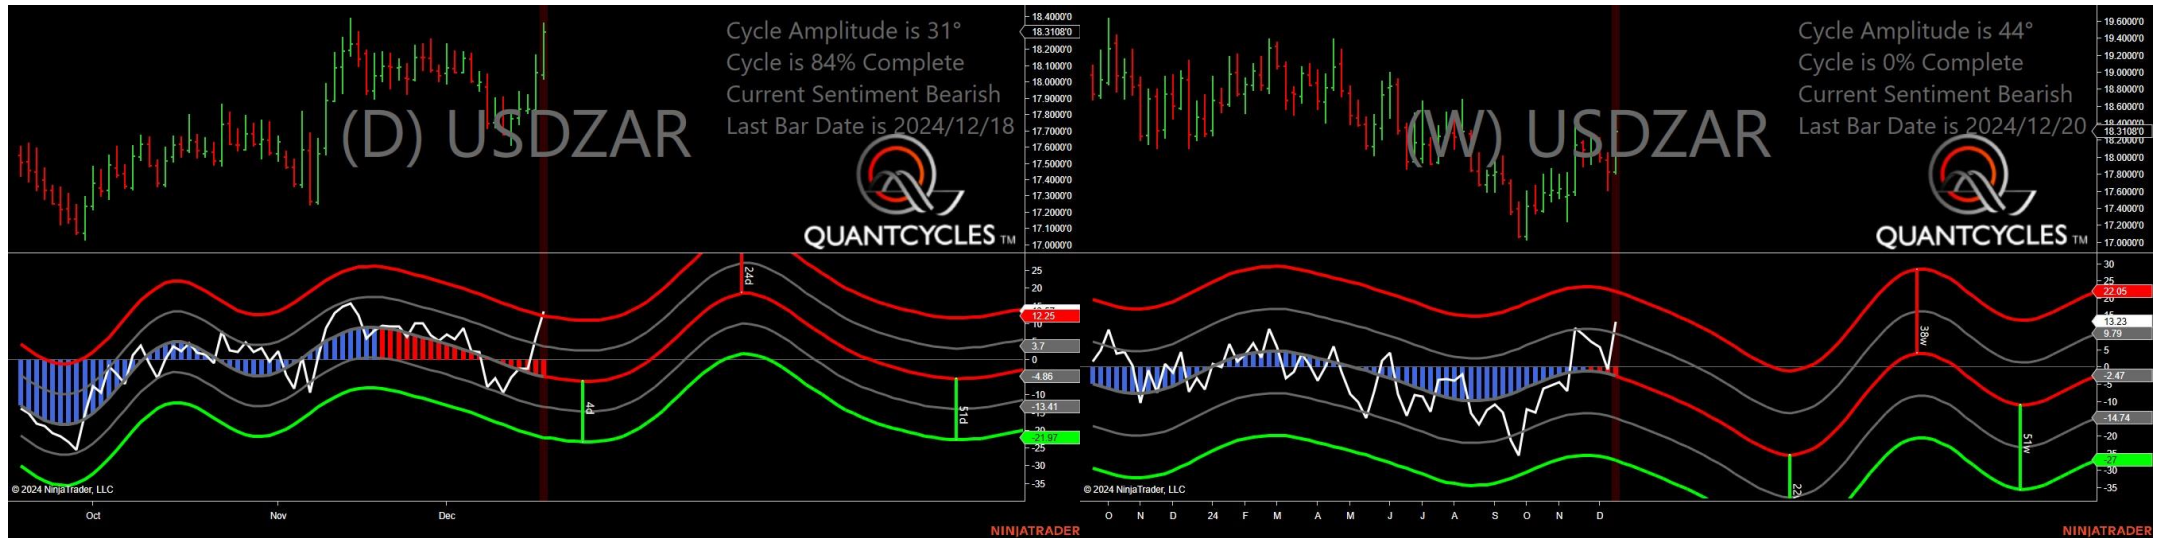 Cycle Amplitude is 31°
Cycle is 84% Complete
Current Sentiment Bearish
Last Bar Date is 2024/12/18
(D) USDZAR
QUANTCYCLES TM
18.4000'0
18.3108'0
18.2000'0
18.1000'0
18.0000'0
17.9000'0
17.8000'0
17.7000'0
17.6000'0
17.5000'0
17.4000'0
17.3000'0
17.2000'0
17.1000'0
17.0000'0
24d
4d
51d
25
20
12.25
10
3.7
0
-4.86
-10
-13.41
-21.97
-25
-30
-35
© 2024 NinjaTrader, LLC
Oct
Nov
Dec
NINJATRADER
Cycle Amplitude is 44°
Cycle is 0% Complete
Current Sentiment Bearish
Last Bar Date is 2024/12/20
(W) USDZAR
QUANTCYCLES TM
19.6000'0
19.4000'0
19.2000'0
19.0000'0
18.8000'0
18.6000'0
18.4000'0
18.3108'0
18.2000'0
18.0000'0
17.8000'0
17.6000'0
17.4000'0
17.2000'0
17.0000'0
38w
51w
30
22.05
20
13.23
9.79
5
0
-2.47
-5
-10
-14.74
-20
-27
-30
-35
© 2024 NinjaTrader, LLC
O N D 24 F M A M J J A S O N D
NINJATRADER